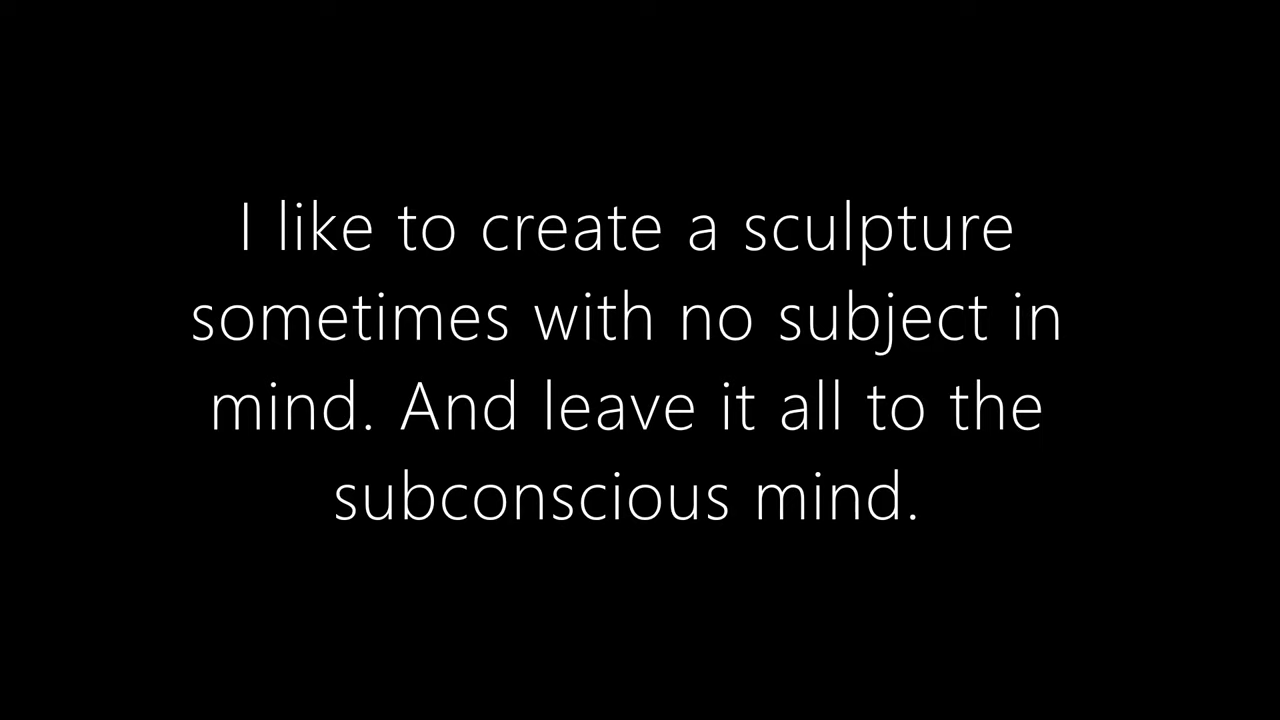 I like to create a sculpture
sometimes with no subject in
mind. And leave it all to the
subconscious mind.